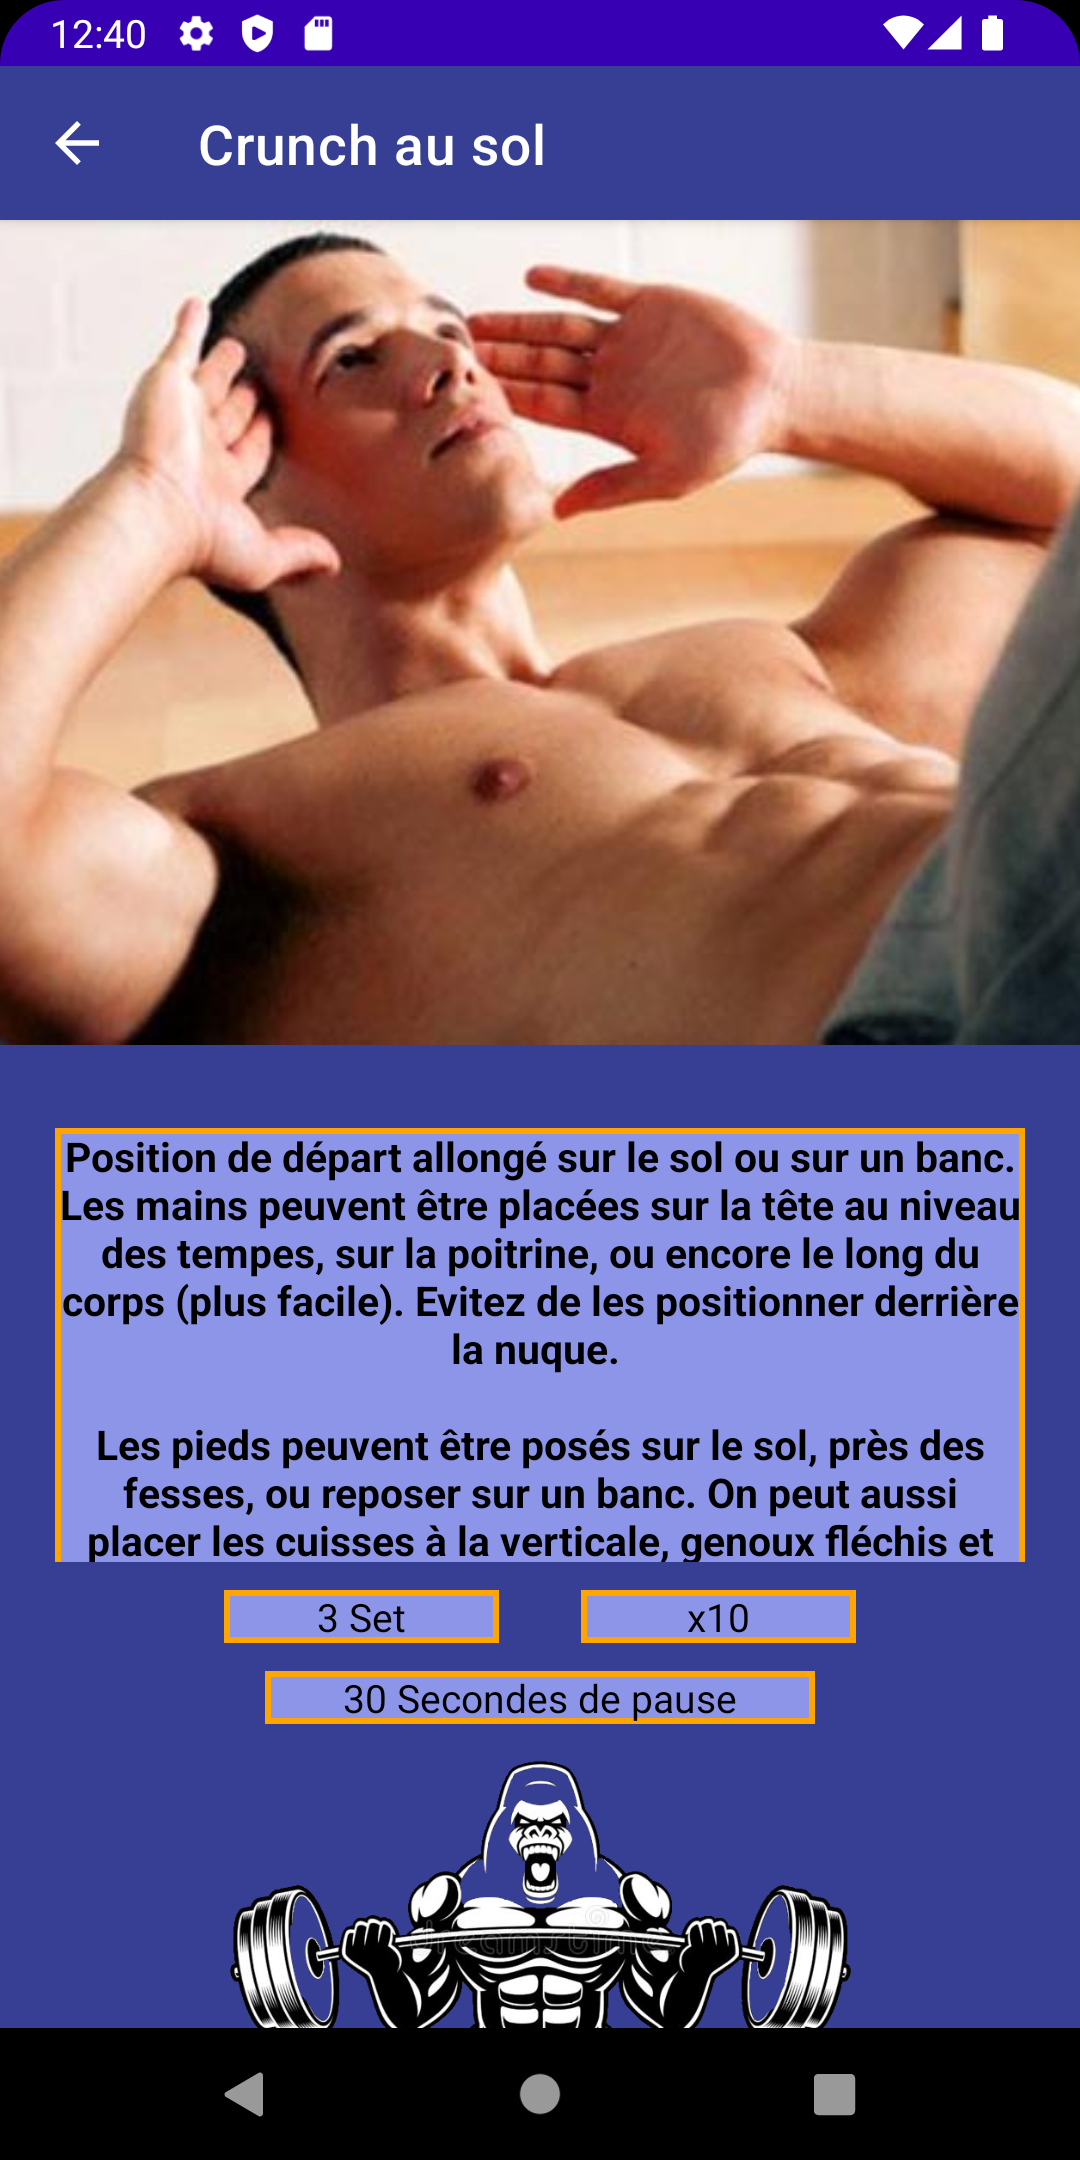 12:40
Crunch au sol
Position de départ allongé sur le sol ou sur un banc.
Les mains peuvent être placées sur la tête au niveau
des tempes, sur la poitrine, ou encore le long du
corps (plus facile). Evitez de les positionner derrière
la nuque.
Les pieds peuvent être posés sur le sol, près des
fesses, ou reposer sur un banc. On peut aussi
placer les cuisses à la verticale, genoux fléchis et
3 Set
x10
30 Secondes de pause
dreamstime